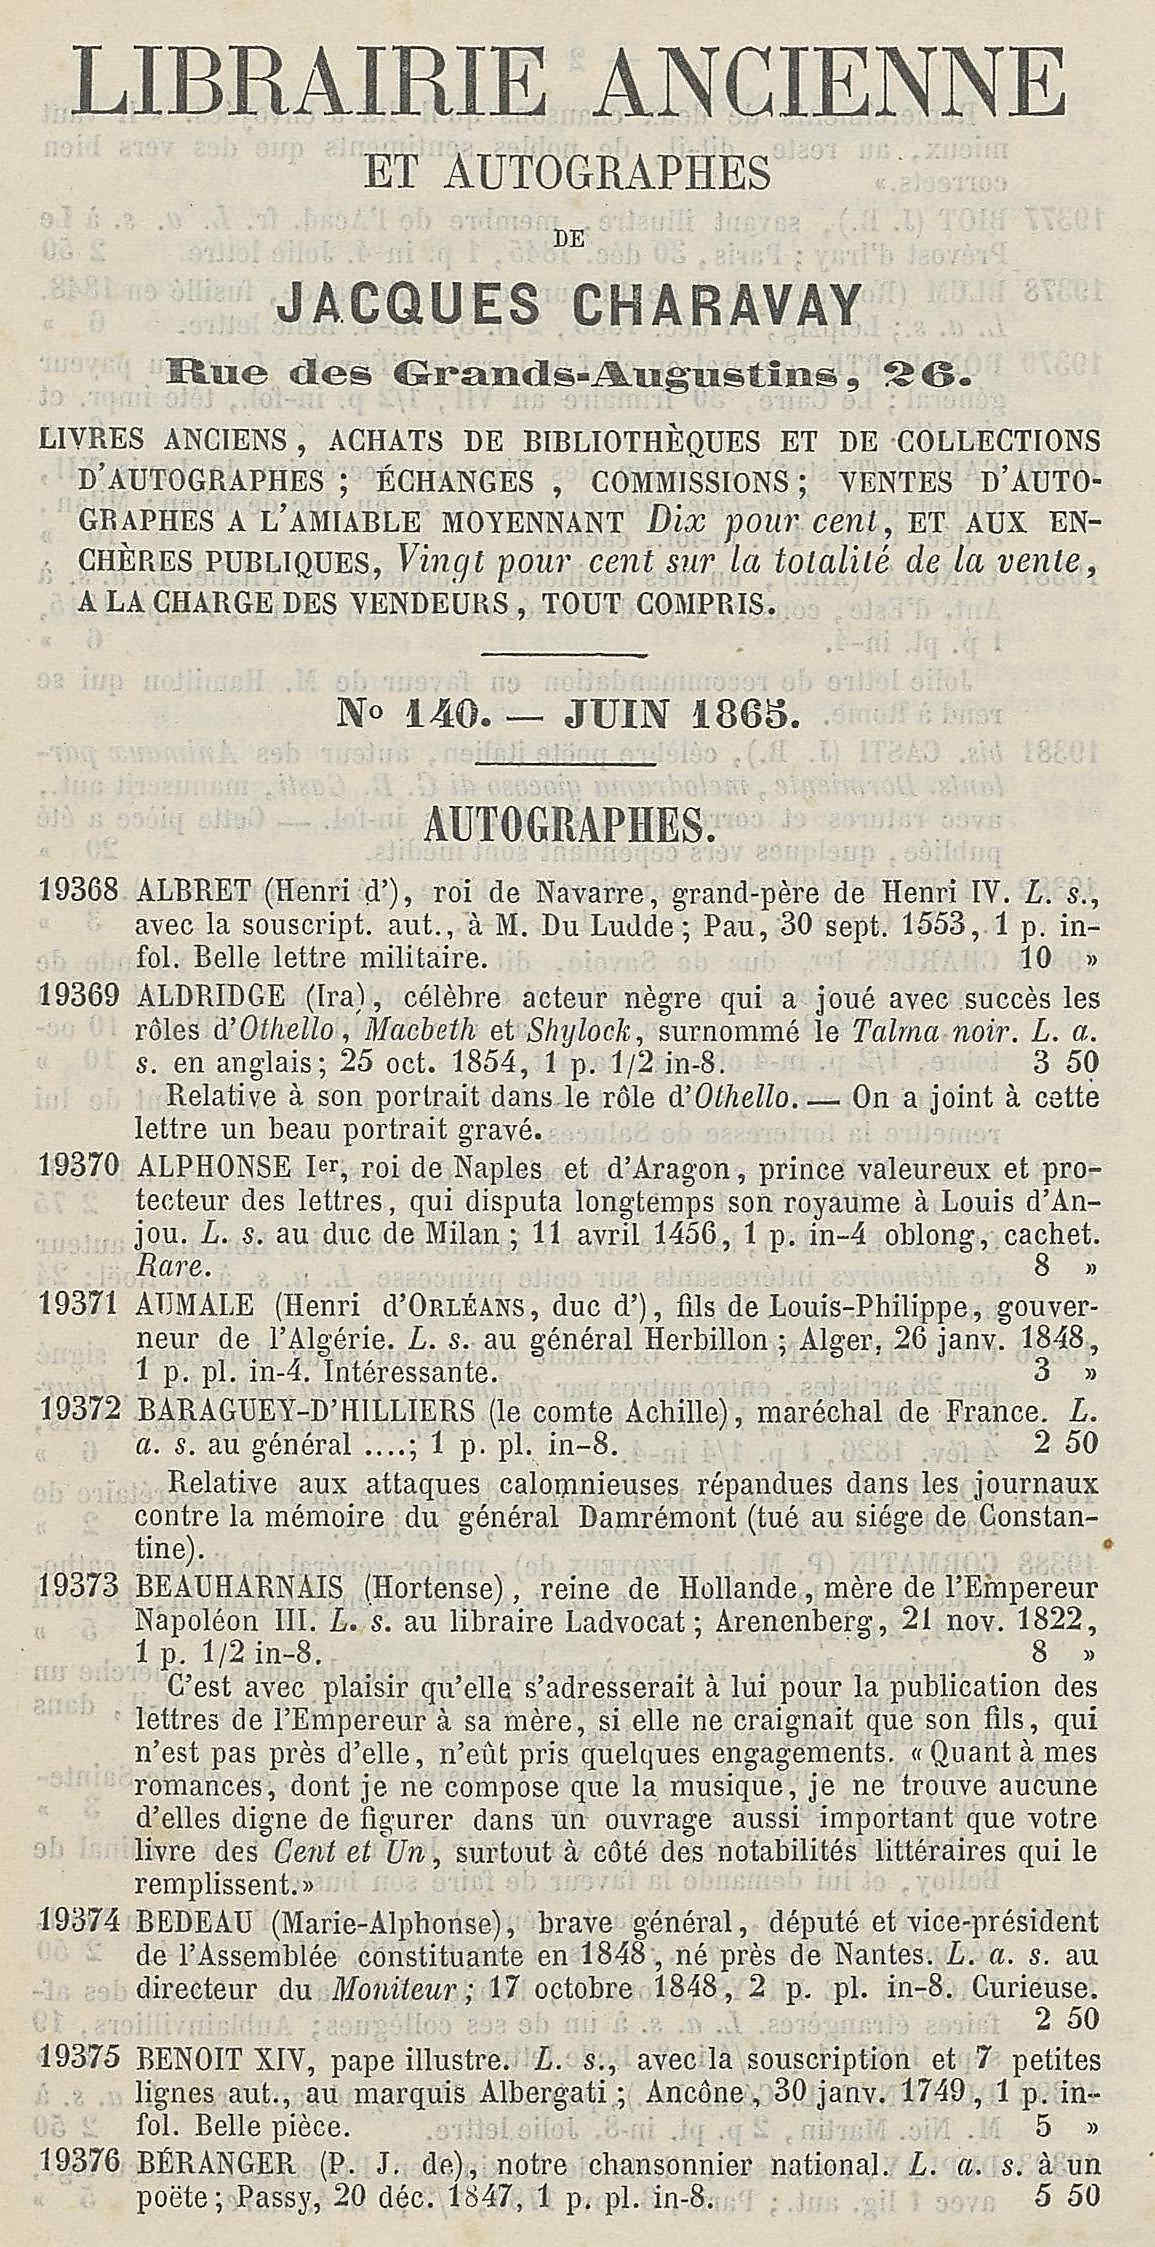 LIBRAIRIE ANCIENNE
ET AUTOGRAPHES
DE
JACQUES CHARAVAY
Rue des Grands-Augustins, 26.
LIVRES ANCIENS, ACHATS DE BIBLIOTHÈQUES ET DE COLLECTIONS
D'AUTOGRAPHES ; ÉCHANGES , COMMISSIONS ; VENTES D'AUTO-
GRAPHES A L'AMIABLE MOYENNANT Dix pour cent, ET AUX EN-
CHÈRES PUBLIQUES, Vingt pour cent sur la totalité de la vente,
A LA CHARGE DES VENDEURS, TOUT COMPRIS.
No 140. — JUIN 1865.
AUTOGRAPHES.
19368 ALBRET (Henri d'), roi de Navarre, grand-père de Henri IV. L. s.,
avec la souscript. aut., à M. Du Ludde ; Pau, 30 sept. 1553, 1 p. in-
fol. Belle lettre militaire. 10 »
19369 ALDRIDGE (Ira), célèbre acteur nègre qui a joué avec succès les
rôles d'Othello, Macbeth et Shylock, surnommé le Talma noir. L. a.
s. en anglais ; 25 oct. 1854, 1 p. 1/2 in-8. 3 50
Relative à son portrait dans le rôle d'Othello. — On a joint à cette
lettre un beau portrait gravé.
19370 ALPHONSE Ier, roi de Naples et d'Aragon, prince valeureux et pro-
tecteur des lettres, qui disputa longtemps son royaume à Louis d'An-
jou. L. s. au duc de Milan ; 11 avril 1456, 1 p. in-4 oblong, cachet.
Rare. 8 »
19371 AUMALE (Henri d'ORLÉANS, duc d'), fils de Louis-Philippe, gouver-
neur de l'Algérie. L. s. au général Herbillon ; Alger, 26 janv. 1848,
1 p. pl. in-4. Intéressante. 3 »
19372 BARAGUEY-D'HILLIERS (le comte Achille), maréchal de France. L.
a. s. au général ....; 1 p. pl. in-8. 2 50
Relative aux attaques calomnieuses répandues dans les journaux
contre la mémoire du général Damrémont (tué au siége de Constan-
tine).
19373 BEAUHARNAIS (Hortense), reine de Hollande, mère de l'Empereur
Napoléon III. L. s. au libraire Ladvocat ; Arenenberg, 21 nov. 1822,
1 p. 1/2 in-8. 8 »
C'est avec plaisir qu'elle s'adresserait à lui pour la publication des
lettres de l'Empereur à sa mère, si elle ne craignait que son fils, qui
n'est pas près d'elle, n'eût pris quelques engagements. « Quant à mes
romances, dont je ne compose que la musique, je ne trouve aucune
d'elles digne de figurer dans un ouvrage aussi important que votre
livre des Cent et Un, surtout à côté des notabilités littéraires qui le
remplissent.»
19374 BEDEAU (Marie-Alphonse), brave général, député et vice-président
de l'Assemblée constituante en 1848, né près de Nantes. L. a. s. au
directeur du Moniteur ; 17 octobre 1848, 2 p. pl. in-8. Curieuse.
2 50
19375 BENOIT XIV, pape illustre. L. s., avec la souscription et 7 petites
lignes aut., au marquis Albergati ; Ancône, 30 janv. 1749, 1 p. in-
fol. Belle pièce. 5 »
19376 BÉRANGER (P. J. de), notre chansonnier national. L. a. s. à un
poëte ; Passy, 20 déc. 1847, 1 p. pl. in-8. 5 50